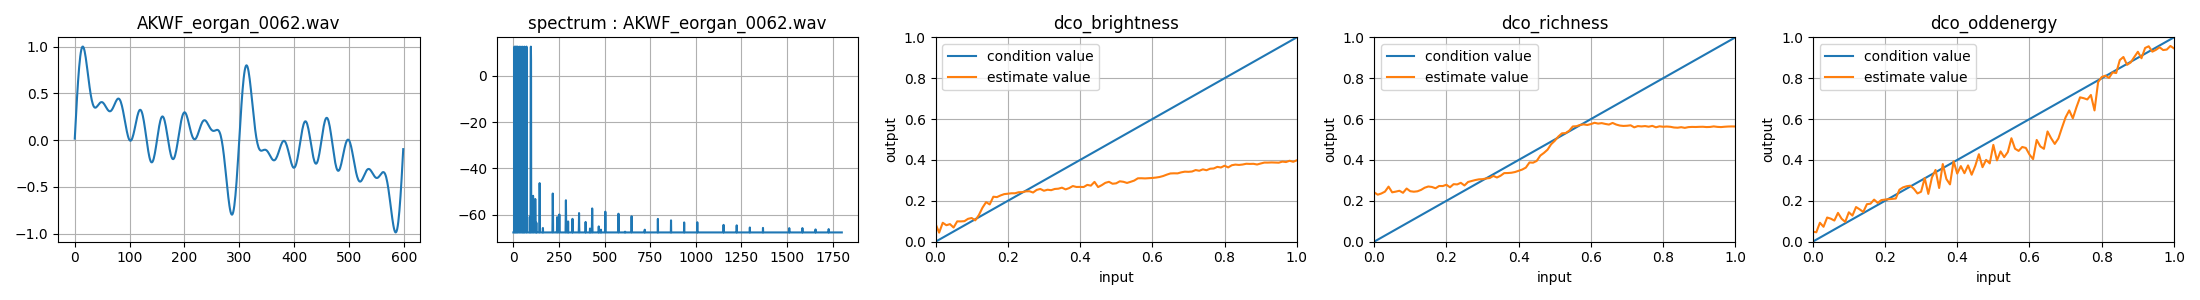 AKWF_eorgan_0062.wav
1.0
0.5
0.0
−0.5
−1.0
0 100 200 300 400 500 600
spectrum : AKWF_eorgan_0062.wav
0
−20
−40
−60
0 250 500 750 1000 1250 1500 1750
dco_brightness
condition value
estimate value
output
1.0
0.8
0.6
0.4
0.2
0.0
0.0 0.2 0.4 0.6 0.8 1.0
input
dco_richness
condition value
estimate value
output
1.0
0.8
0.6
0.4
0.2
0.0
0.0 0.2 0.4 0.6 0.8 1.0
input
dco_oddenergy
condition value
estimate value
output
1.0
0.8
0.6
0.4
0.2
0.0
0.0 0.2 0.4 0.6 0.8 1.0
input